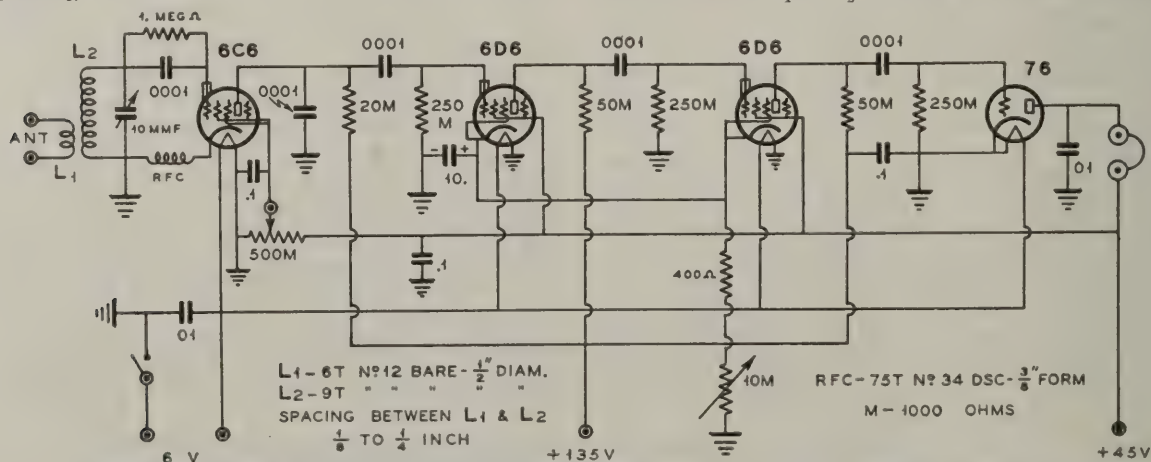 1. MEG Ω
L2
6C6
0001
0001
10 MMF
ANT
L1
RFC
.1
500M
0001
20M
250
M
6D6
- +
10.
.1
0001
50M
250M
6D6
400Ω
10M
0001
50M
250M
76
.1
01
01
6 V
+135V
+45V
L1-6T Nº12 BARE-1/2" DIAM.
L2-9T " " " " "
SPACING BETWEEN L1 & L2
1/8 TO 1/4 INCH
RFC-75T Nº 34 DSC-3/8" FORM
M-1000 OHMS